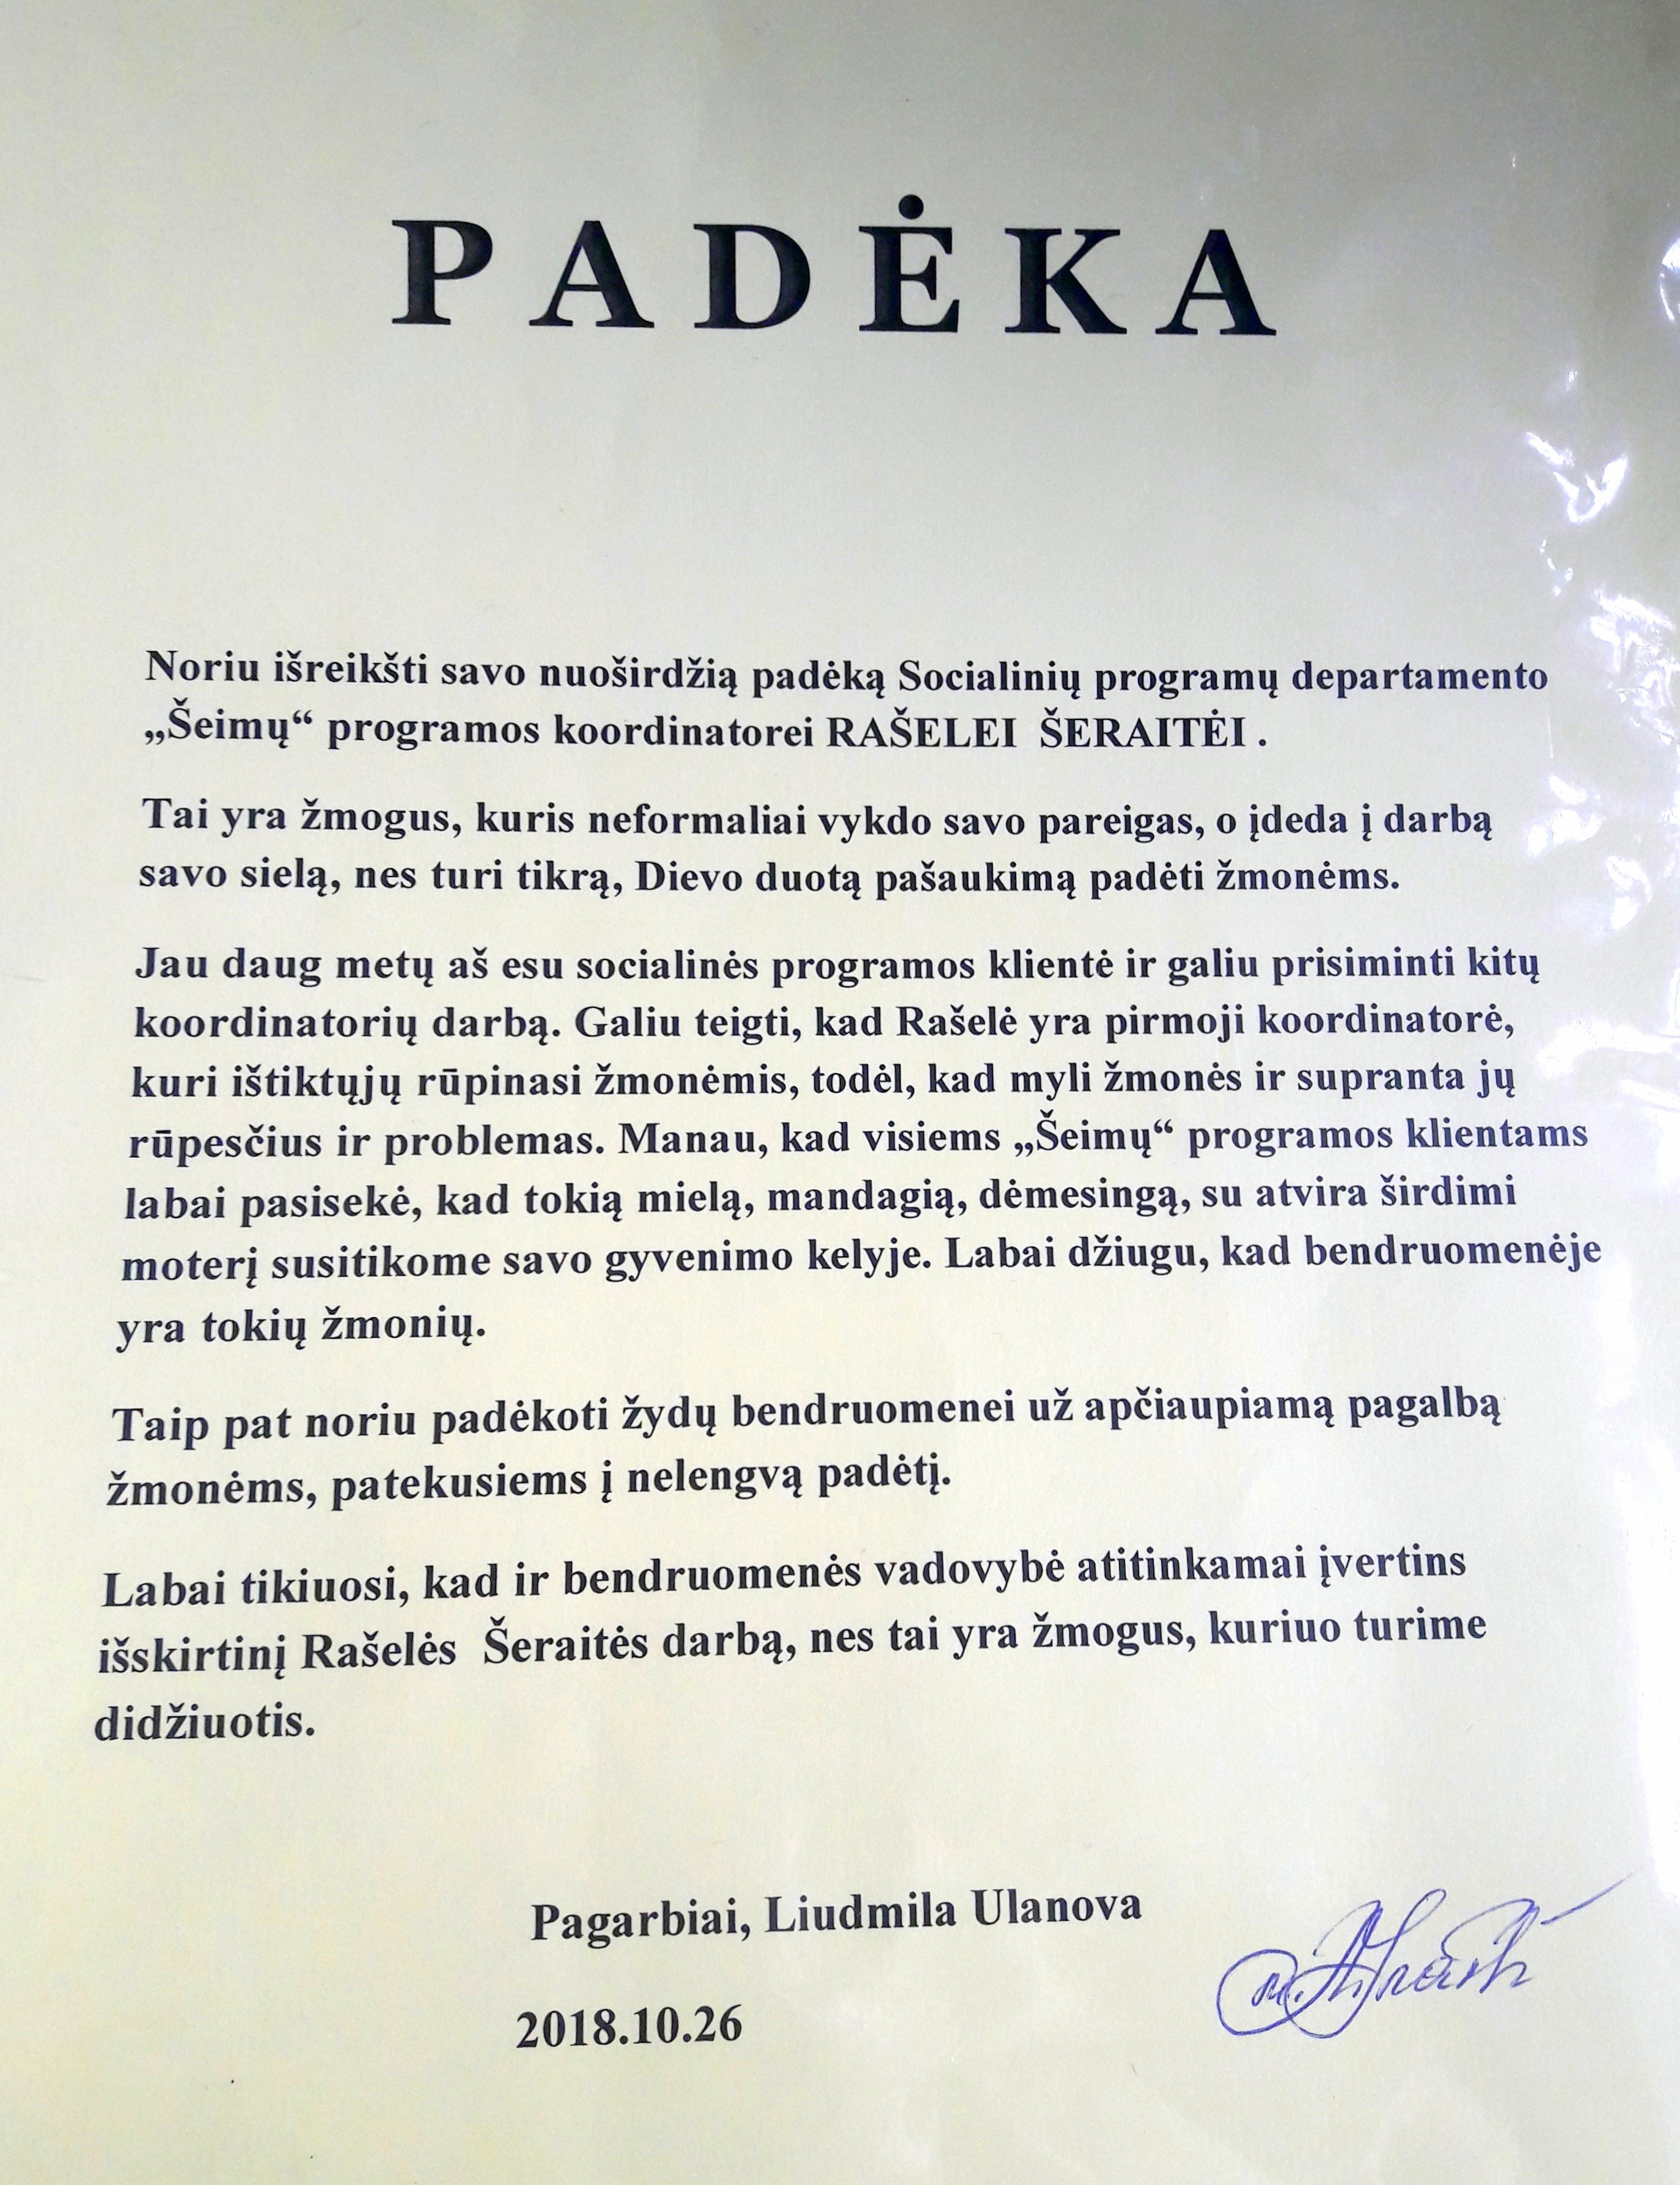 PADĖKA
Noriu išreikšti savo nuoširdžią padėką Socialinių programų departamento
„Šeimų“ programos koordinatorei RAŠELEI ŠERAITĖI .
Tai yra žmogus, kuris neformaliai vykdo savo pareigas, o įdeda į darbą
savo sielą, nes turi tikrą, Dievo duotą pašaukimą padėti žmonėms.
Jau daug metų aš esu socialinės programos klientė ir galiu prisiminti kitų
koordinatorių darbą. Galiu teigti, kad Rašelė yra pirmoji koordinatorė,
kuri ištiktųjų rūpinasi žmonėmis, todėl, kad myli žmonės ir supranta jų
rūpesčius ir problemas. Manau, kad visiems „Šeimų“ programos klientams
labai pasisekė, kad tokią mielą, mandagią, dėmesingą, su atvira širdimi
moterį susitikome savo gyvenimo kelyje. Labai džiugu, kad bendruomenėje
yra tokių žmonių.
Taip pat noriu padėkoti žydų bendruomenei už apčiaupiamą pagalbą
žmonėms, patekusiems į nelengvą padėtį.
Labai tikiuosi, kad ir bendruomenės vadovybė atitinkamai įvertins
išskirtinį Rašelės Šeraitės darbą, nes tai yra žmogus, kuriuo turime
didžiuotis.
Pagarbiai, Liudmila Ulanova
2018.10.26